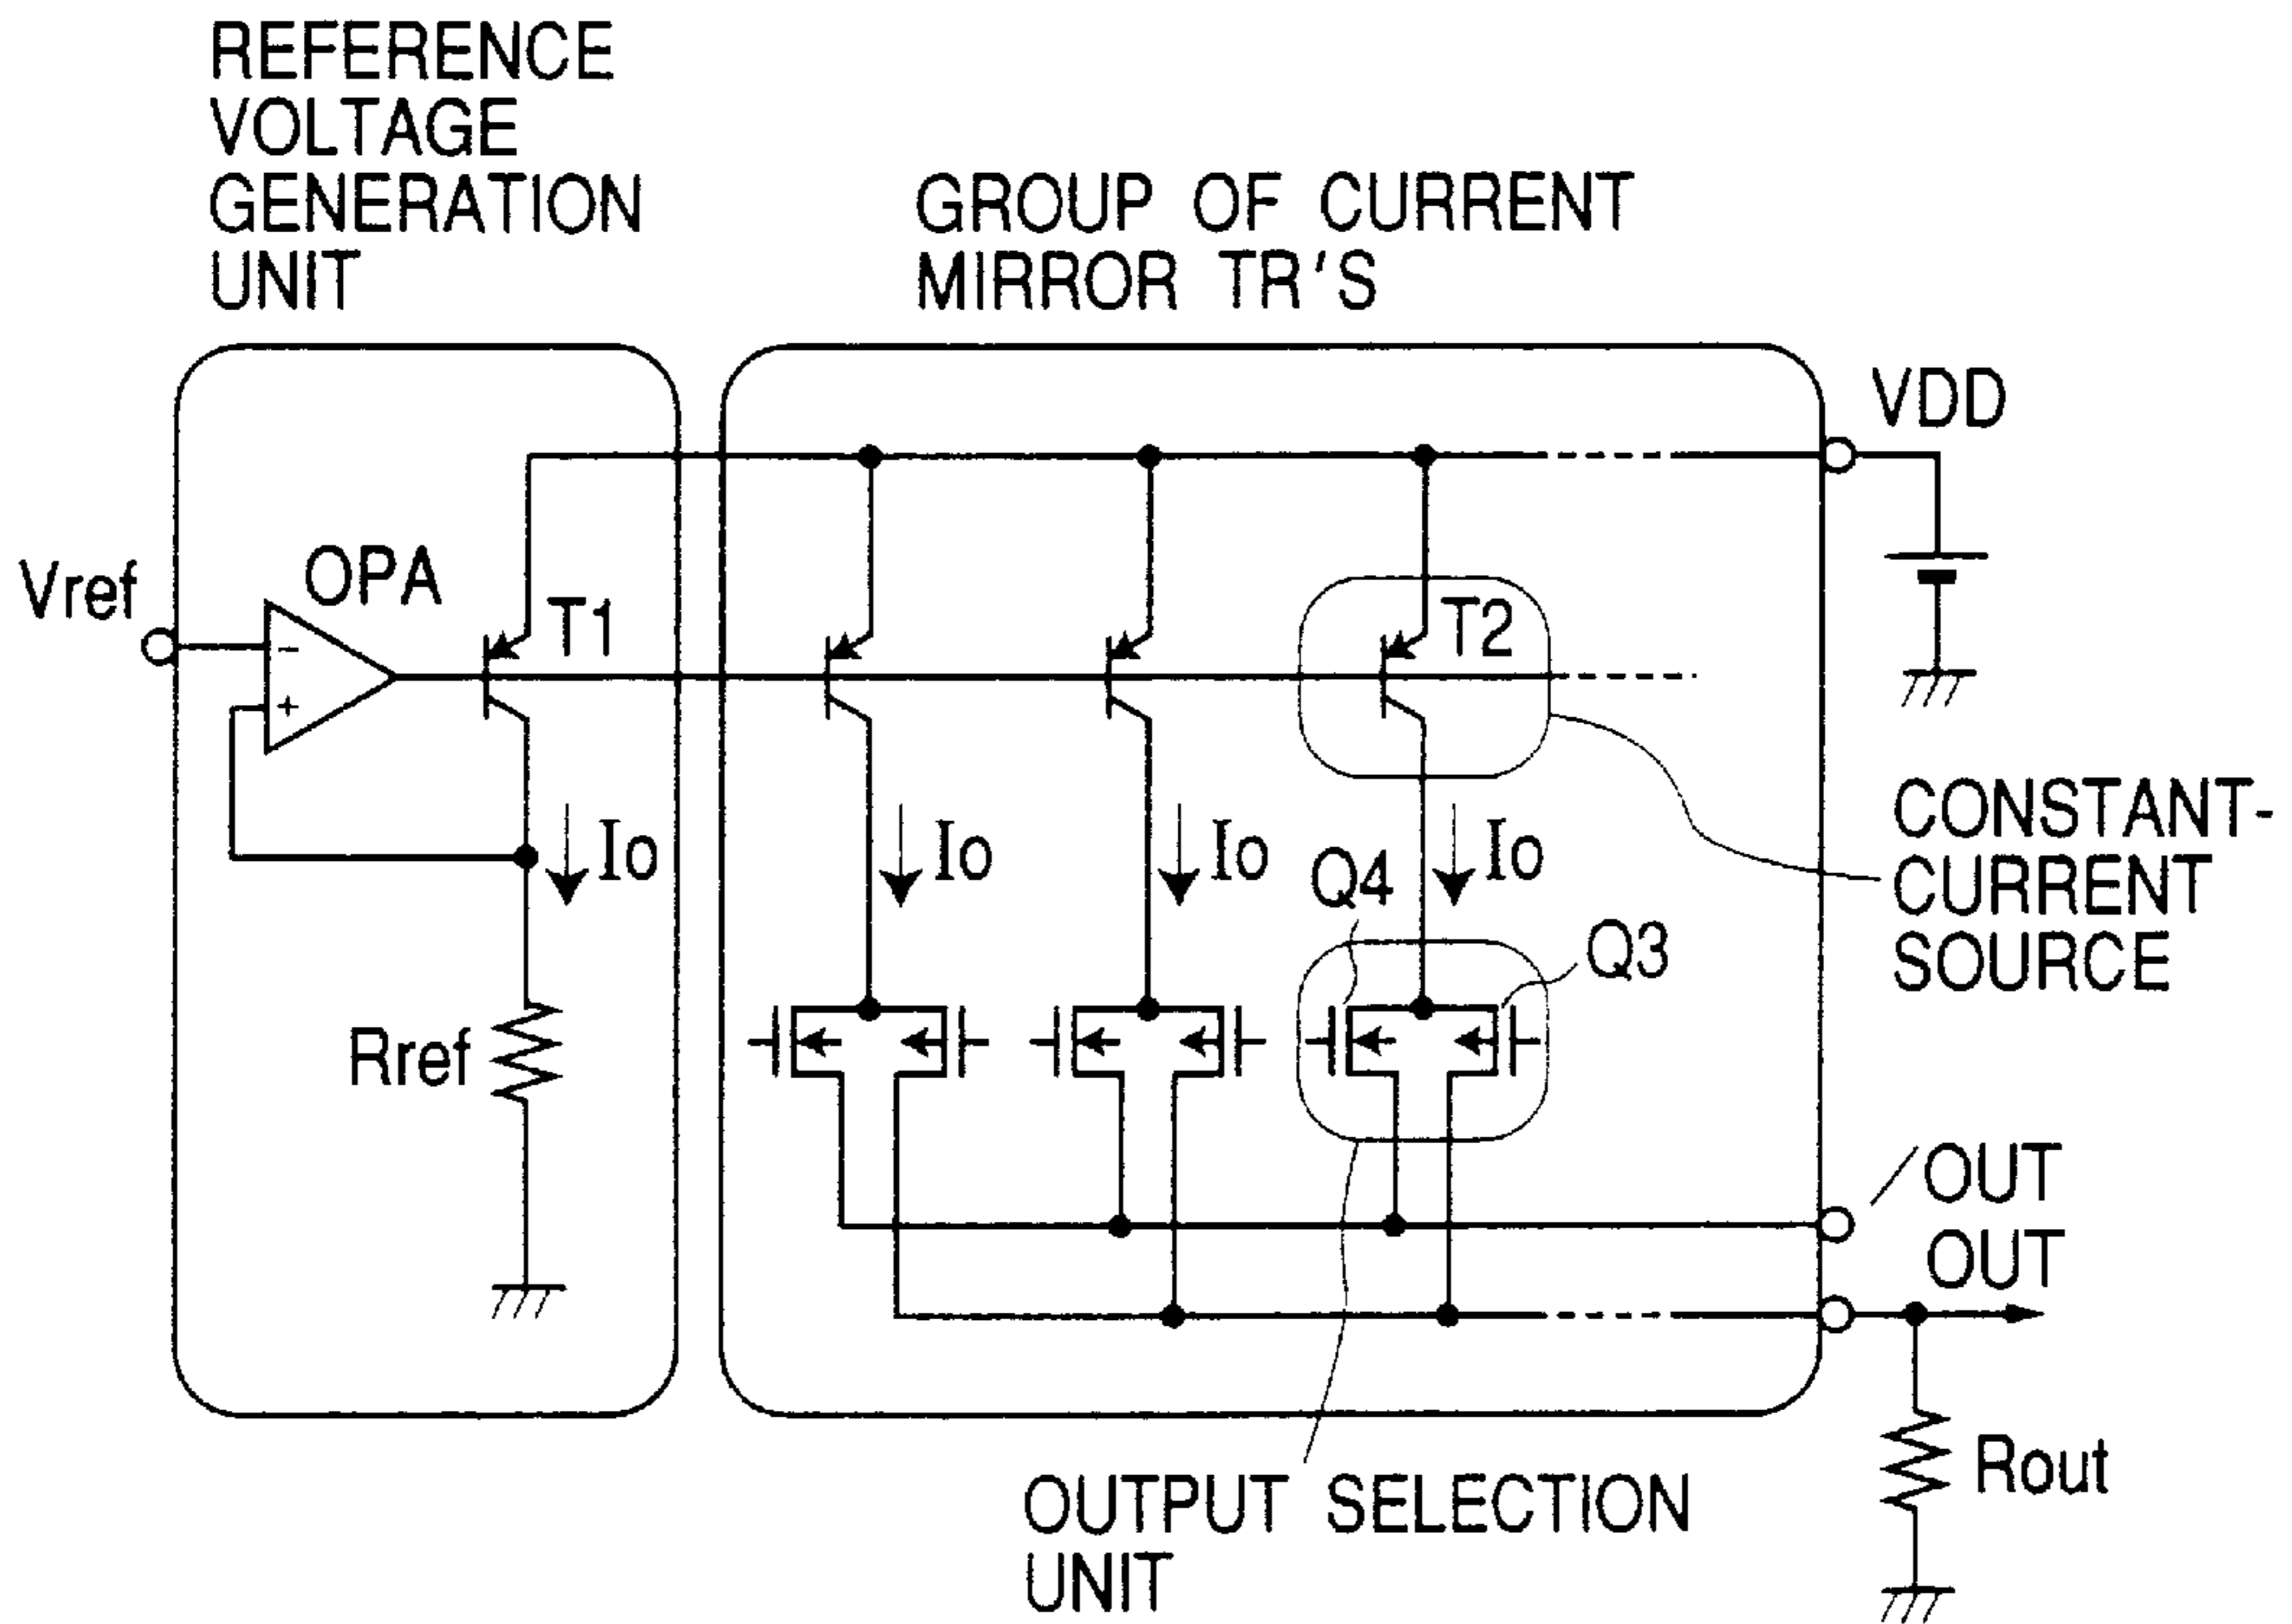 REFERENCE
VOLTAGE
GENERATION
UNIT
GROUP OF CURRENT
MIRROR TR'S
VDD
Vref
OPA
-
+
T1
T2
Io
Io
Io
Io
CONSTANT-
CURRENT
SOURCE
Q4
Q3
Rref
/OUT
OUT
Rout
OUTPUT SELECTION
UNIT